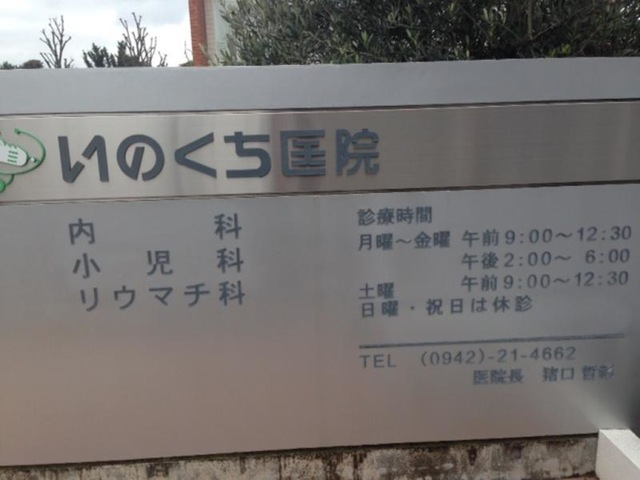 いのくち医院
内科
小児科
リウマチ科
診療時間
月曜～金曜 午前9:00～12:30
午後2:00～6:00
土曜 午前9:00～12:30
日曜・祝日は休診
TEL (0942)-21-4662
医院長 猪口 哲彰